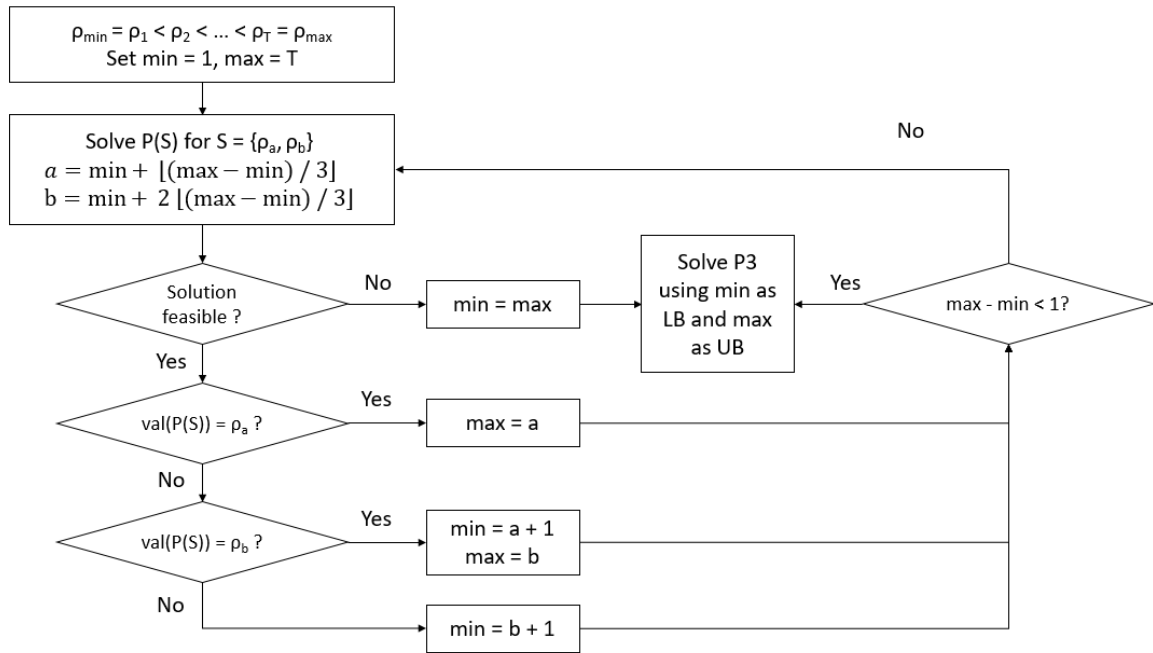 ρmin = ρ1 < ρ2 < ... < ρT = ρmax
Set min = 1, max = T
Solve P(S) for S = {ρa, ρb}
a = min + ⌊(max − min) / 3⌋
b = min + 2 ⌊(max − min) / 3⌋
No
Solution
feasible ?
No
min = max
Solve P3
using min as
LB and max
as UB
Yes
max - min < 1?
Yes
val(P(S)) = ρa ?
Yes
max = a
No
val(P(S)) = ρb ?
Yes
min = a + 1
max = b
No
min = b + 1